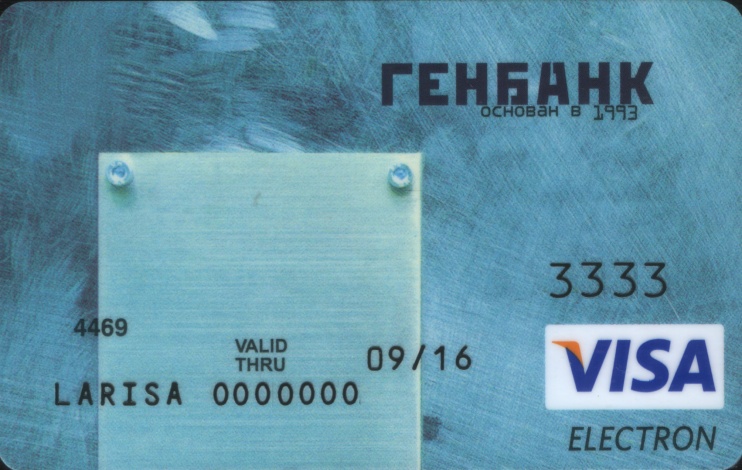 ГЕНБАНК
ОСНОВАН В 1993
3333
4469
VALID
THRU
09/16
LARISA 0000000
VISA
ELECTRON